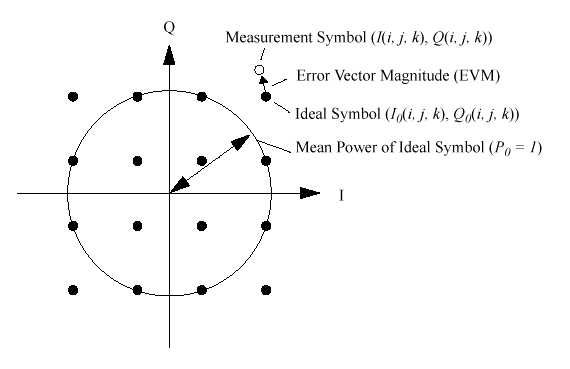 Q
Measurement Symbol (I(i, j, k), Q(i, j, k))
Error Vector Magnitude (EVM)
Ideal Symbol (I0(i, j, k), Q0(i, j, k))
Mean Power of Ideal Symbol (P0 = 1)
I